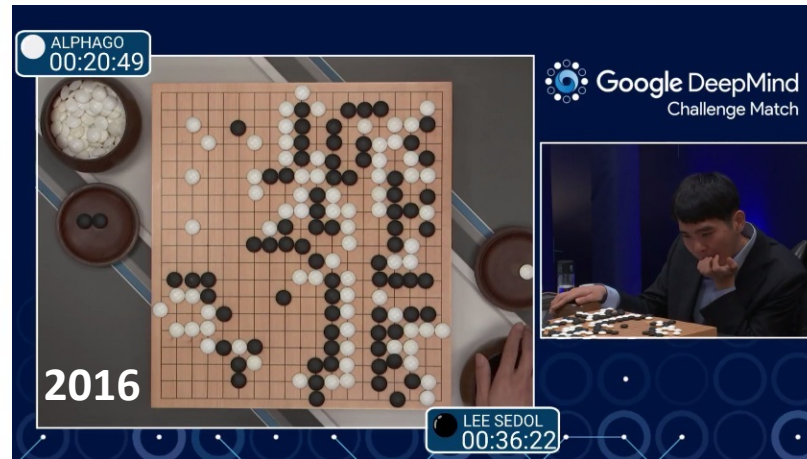 ALPHAGO
00:20:49
Google DeepMind
Challenge Match
2016
LEE SEDOL
00:36:22